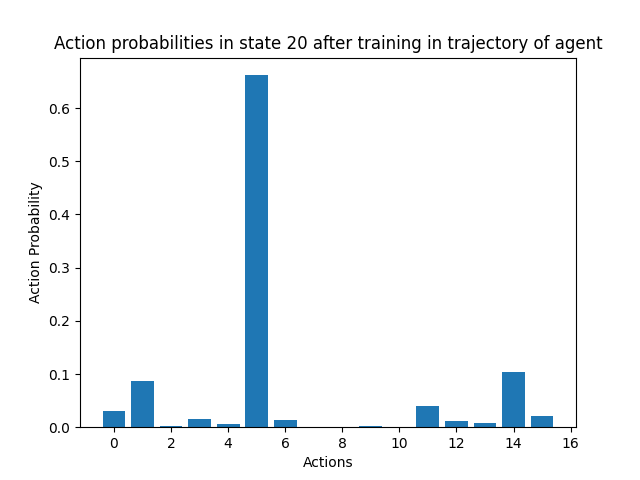 Action probabilities in state 20 after training in trajectory of agent
Action Probability
0.6
0.5
0.4
0.3
0.2
0.1
0.0
0 2 4 6 8 10 12 14 16
Actions